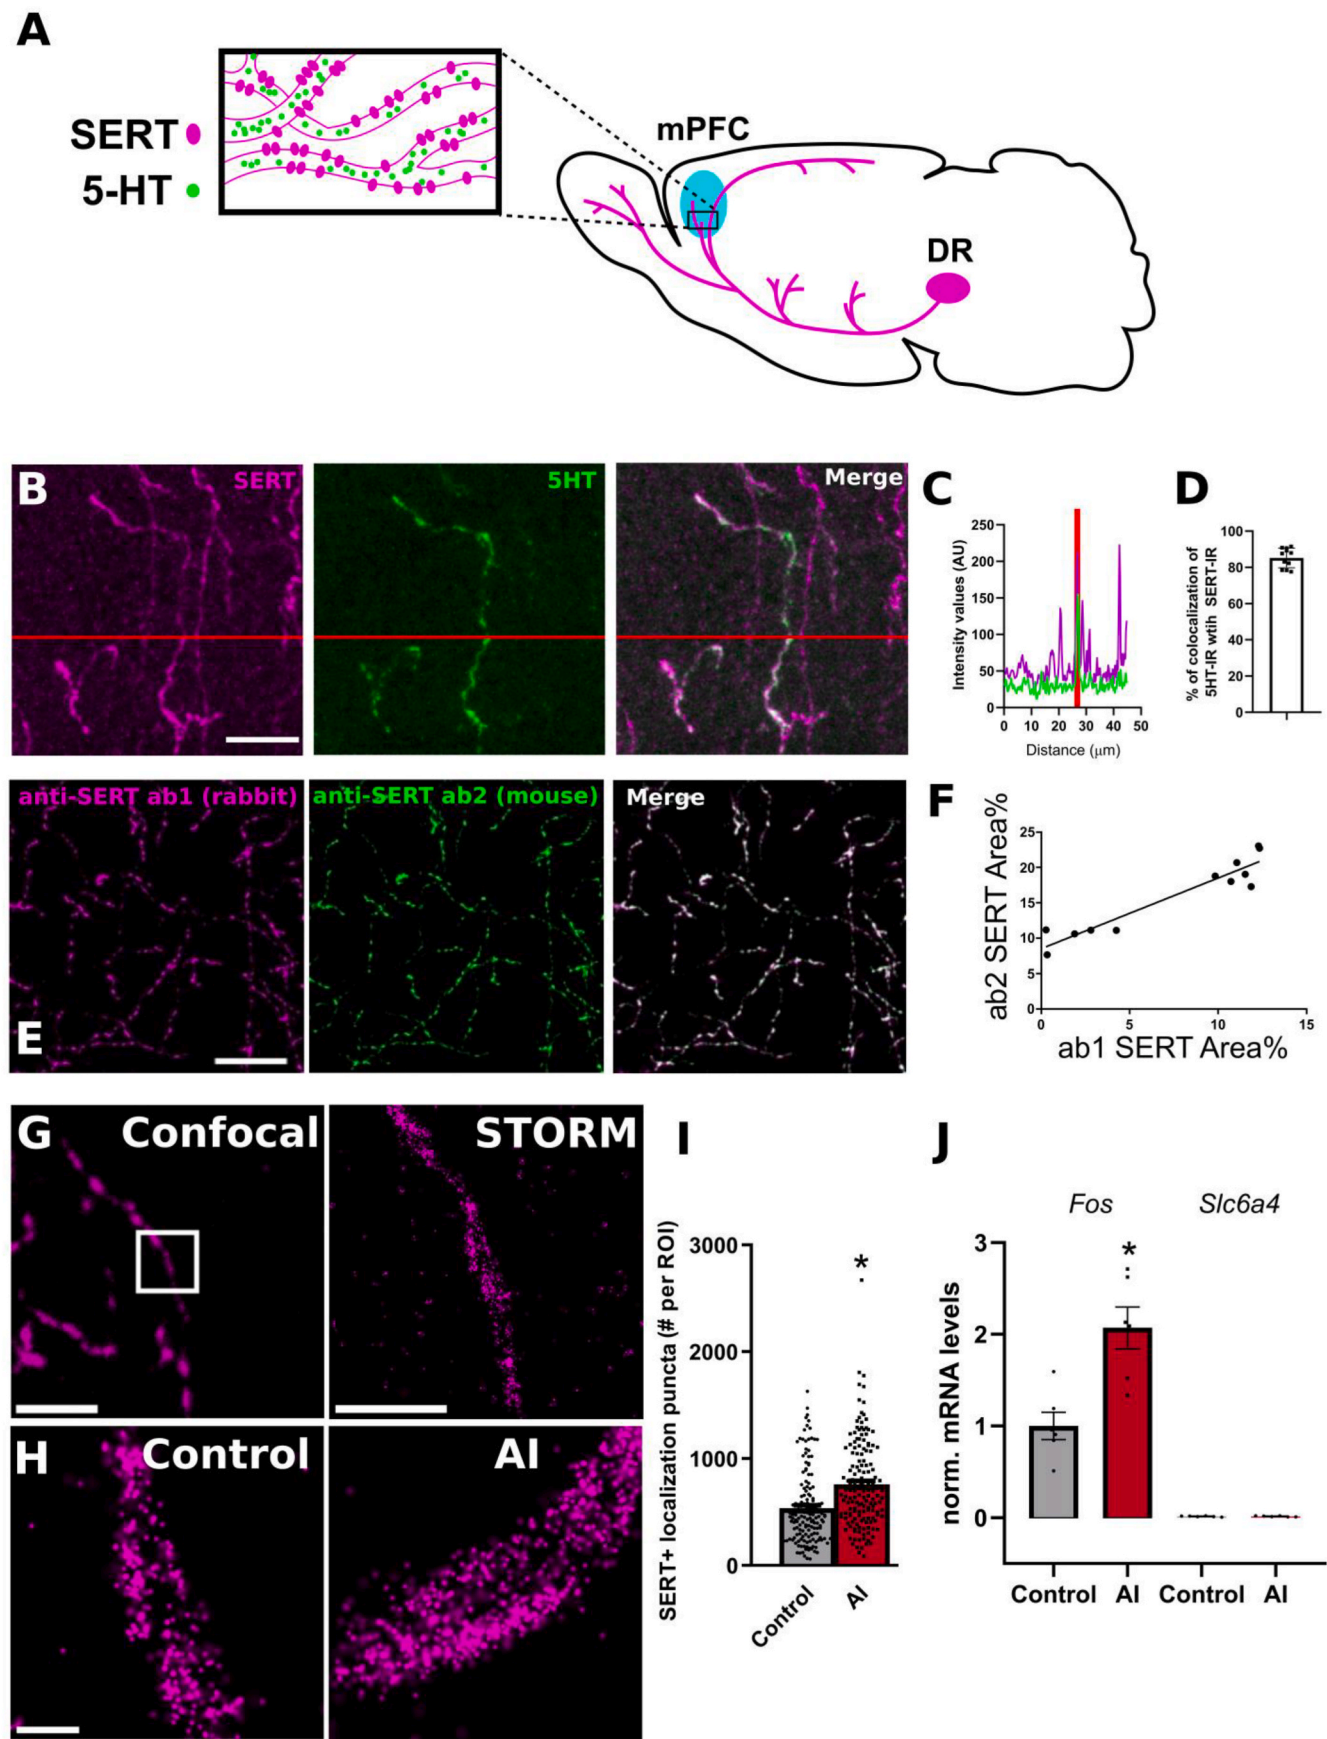 A
SERT
5-HT
mPFC
DR
B
SERT
5HT
Merge
C
Intensity values (AU)
250
200
150
100
50
0
0 10 20 30 40 50
Distance (μm)
D
% of colocalization of
5HT-IR wtih SERT-IR
100
80
60
40
20
0
anti-SERT ab1 (rabbit)
anti-SERT ab2 (mouse)
Merge
E
F
ab2 SERT Area%
25
20
15
10
5
0
0 5 10 15
ab1 SERT Area%
G
Confocal
STORM
H
Control
AI
I
SERT+ localization puncta (# per ROI)
3000
2000
1000
0
*
Control
AI
J
Fos
Slc6a4
norm. mRNA levels
3
2
1
0
*
Control AI Control AI